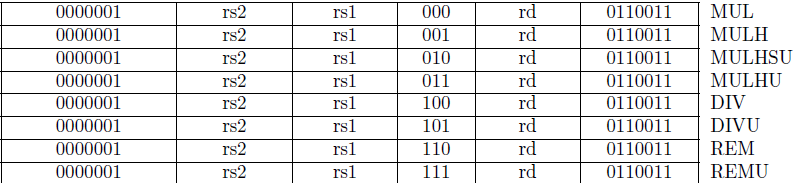 0000001 rs2 rs1 000 rd 0110011 MUL
0000001 rs2 rs1 001 rd 0110011 MULH
0000001 rs2 rs1 010 rd 0110011 MULHSU
0000001 rs2 rs1 011 rd 0110011 MULHU
0000001 rs2 rs1 100 rd 0110011 DIV
0000001 rs2 rs1 101 rd 0110011 DIVU
0000001 rs2 rs1 110 rd 0110011 REM
0000001 rs2 rs1 111 rd 0110011 REMU